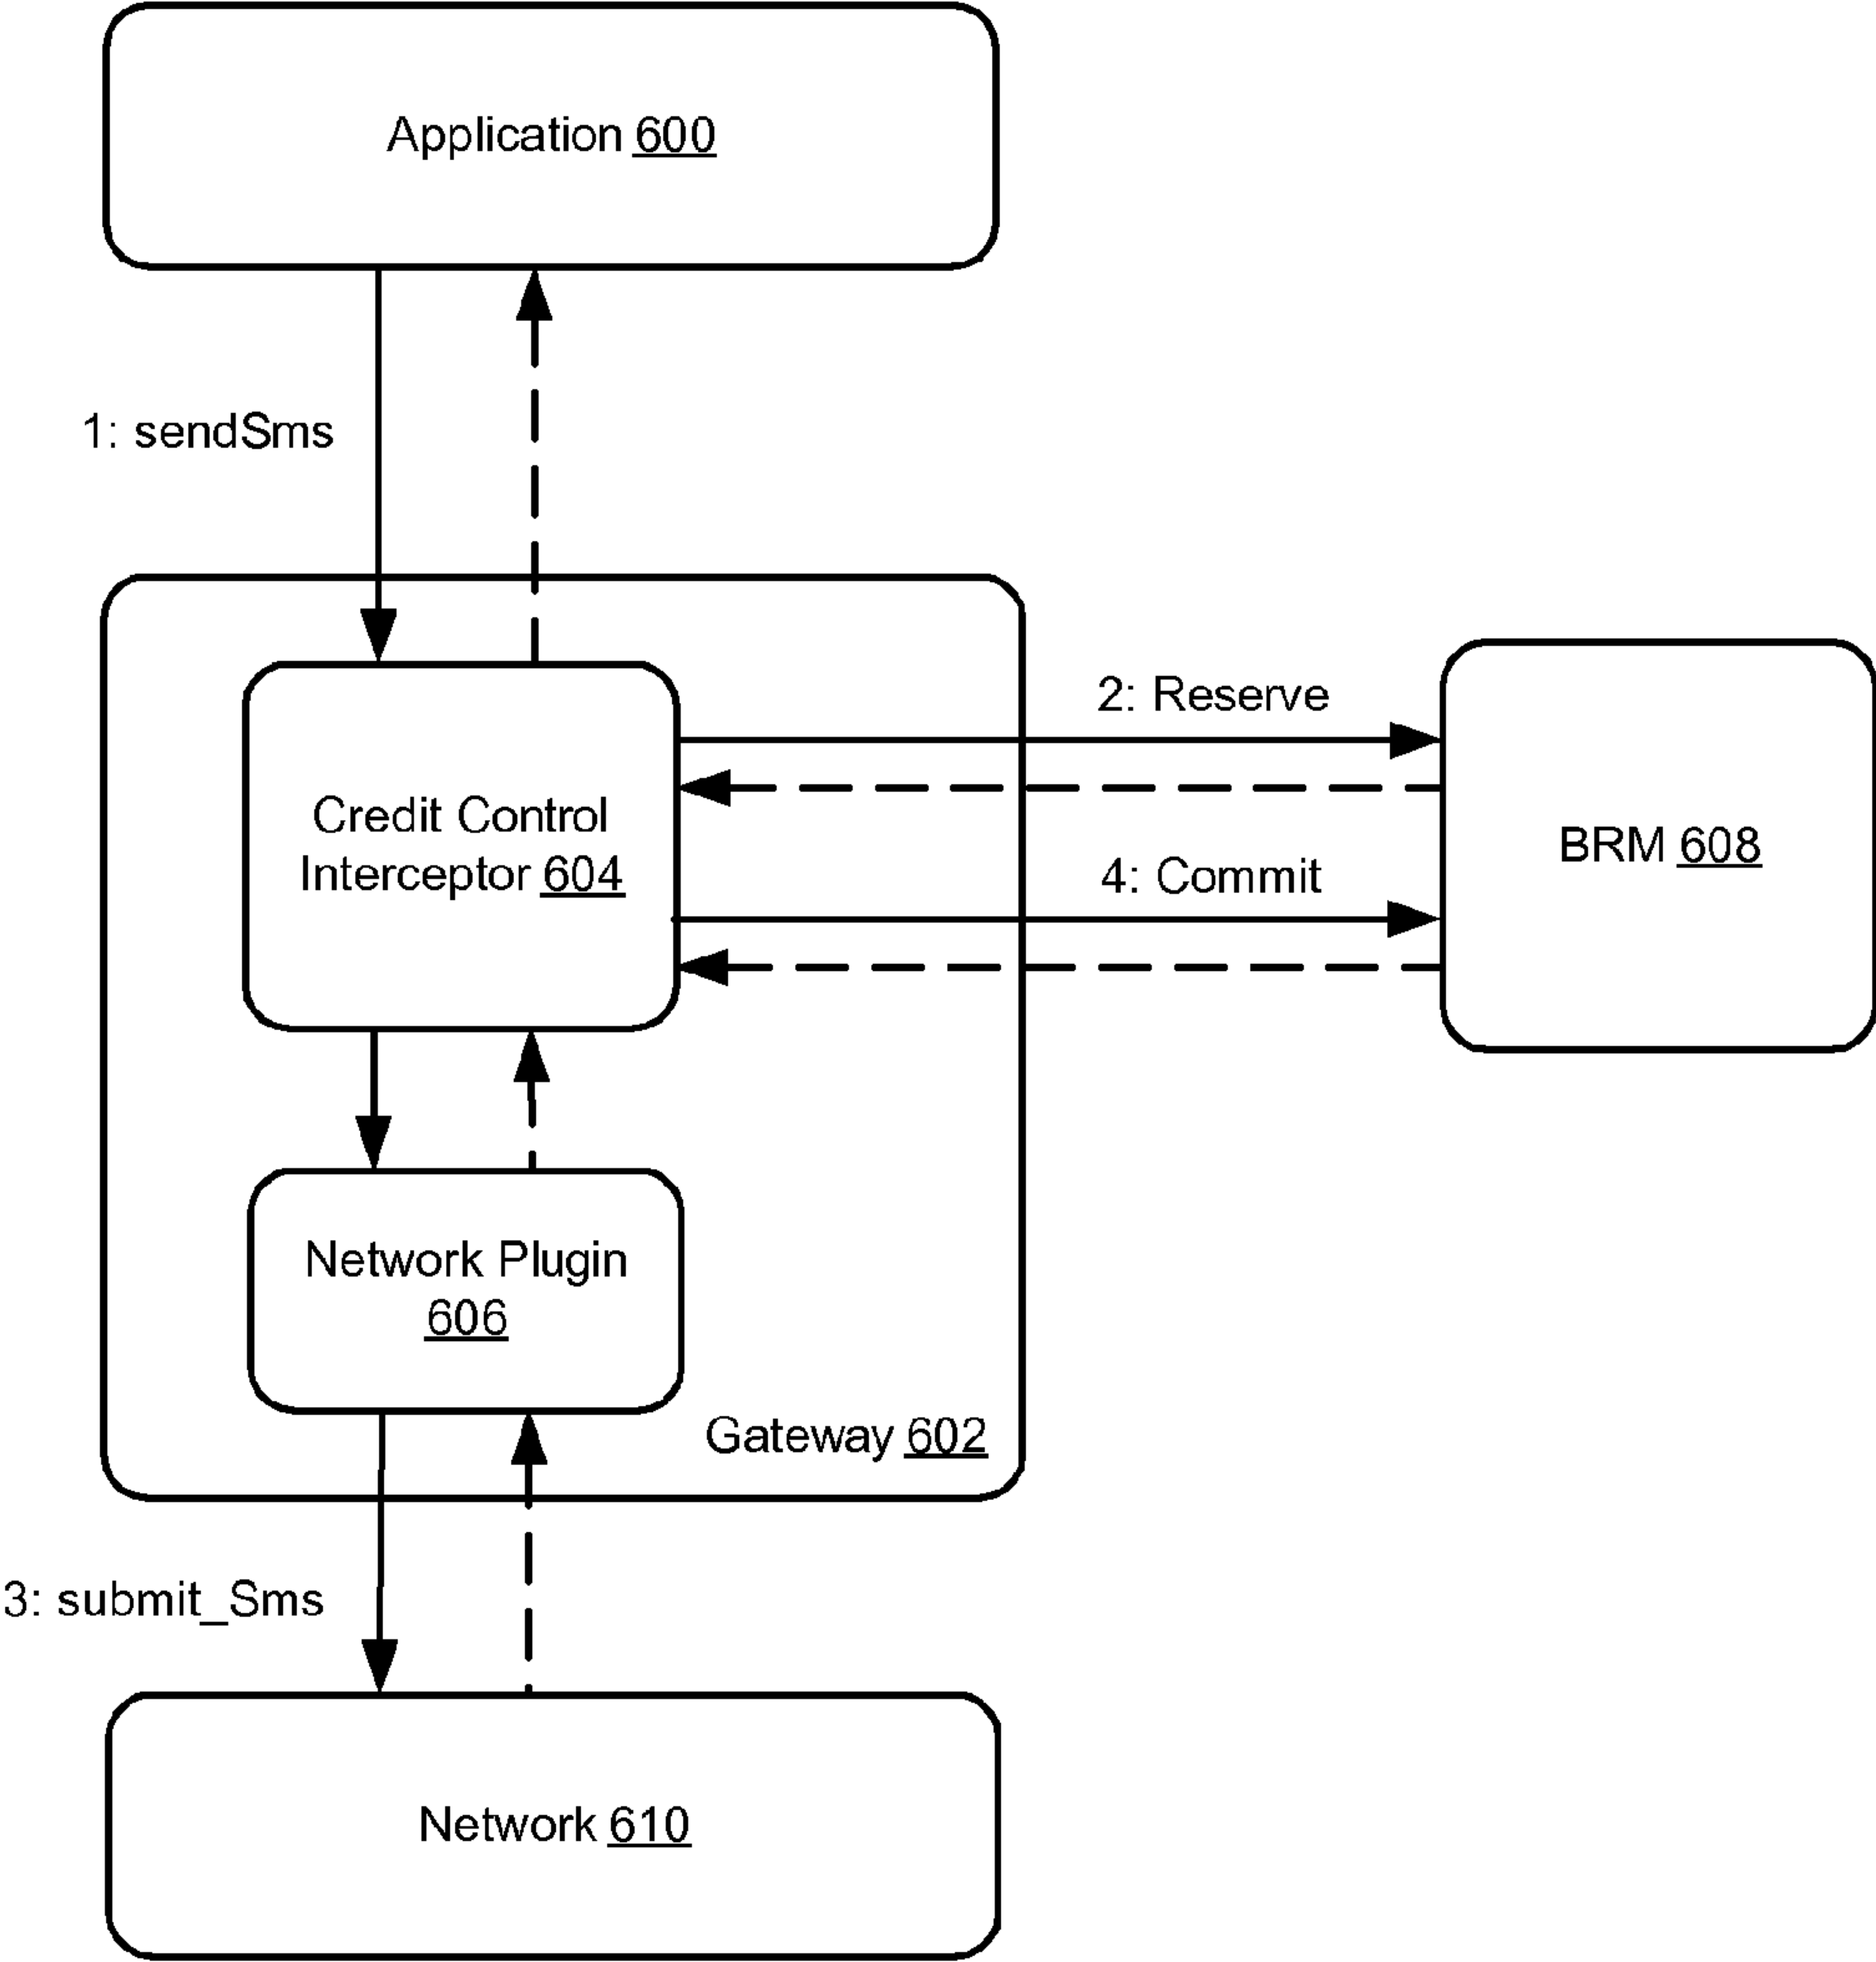 Application 600
1: sendSms
2: Reserve
Credit Control
Interceptor 604
BRM 608
4: Commit
Network Plugin
606
Gateway 602
3: submit_Sms
Network 610